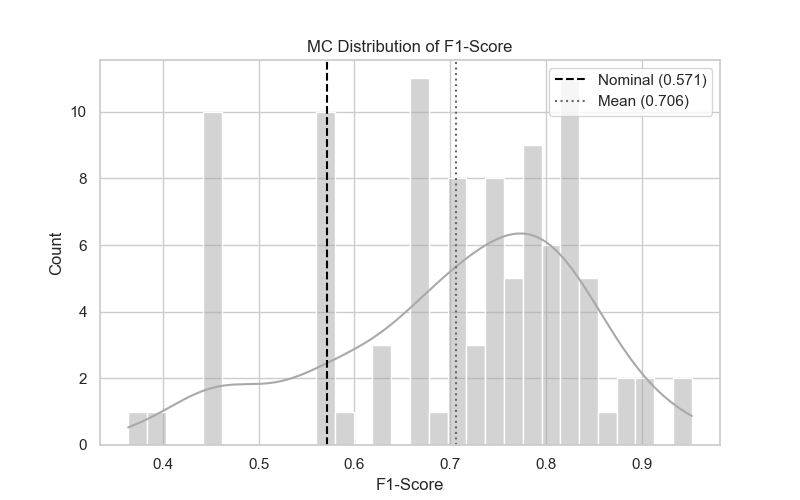 MC Distribution of F1-Score
Nominal (0.571)
Mean (0.706)
10
8
6
4
2
0
Count
0.4 0.5 0.6 0.7 0.8 0.9
F1-Score